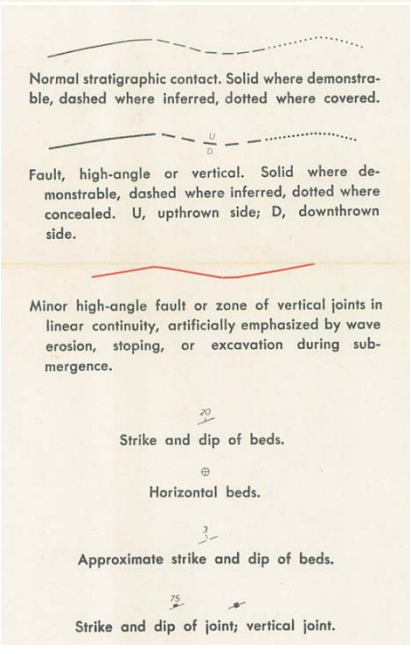 Normal stratigraphic contact. Solid where demonstra-
ble, dashed where inferred, dotted where covered.
U
D
Fault, high-angle or vertical. Solid where de-
monstrable, dashed where inferred, dotted where
concealed. U, upthrown side; D, downthrown
side.
Minor high-angle fault or zone of vertical joints in
linear continuity, artificially emphasized by wave
erosion, stoping, or excavation during sub-
mergence.
20
Strike and dip of beds.
Horizontal beds.
3
Approximate strike and dip of beds.
75
Strike and dip of joint; vertical joint.